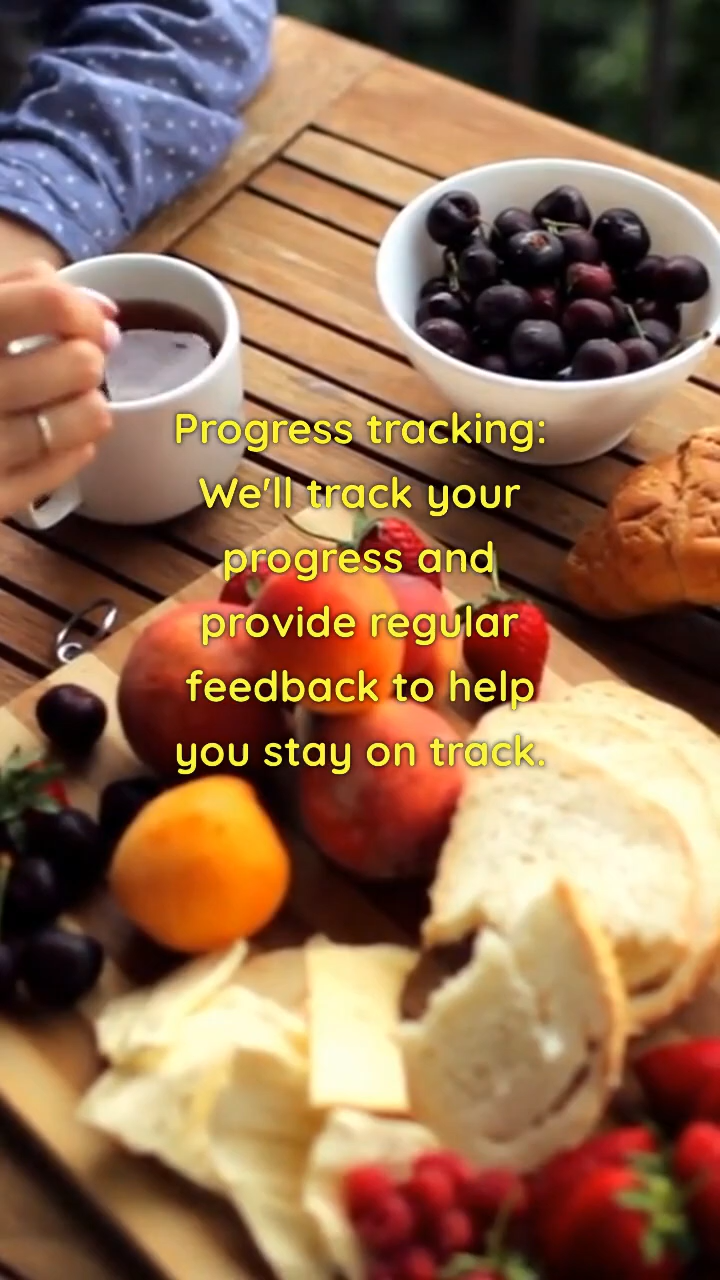 Progress tracking:
We'll track your
progress and
provide regular
feedback to help
you stay on track.